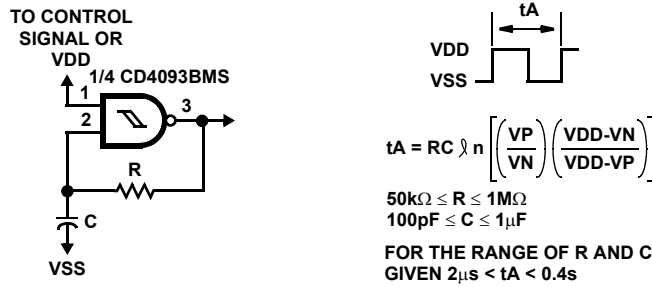 TO CONTROL
SIGNAL OR
VDD
1/4 CD4093BMS
1
2
3
R
C
VSS
tA
VDD
VSS
tA = RC ln [(VP/VN) (VDD-VN/VDD-VP)]
50kΩ ≤ R ≤ 1MΩ
100pF ≤ C ≤ 1μF
FOR THE RANGE OF R AND C
GIVEN 2μs < tA < 0.4s